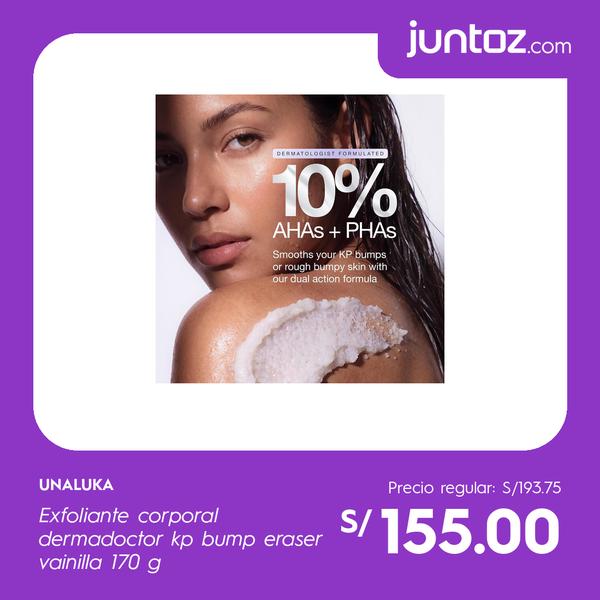 juntoz.com
DERMATOLOGIST FORMULATED
10%
AHAs + PHAs
Smooths your KP bumps
or rough bumpy skin with
our dual action formula
UNALUKA
Exfoliante corporal
dermadoctor kp bump eraser
vainilla 170 g
Precio regular: S/193.75
S/155.00